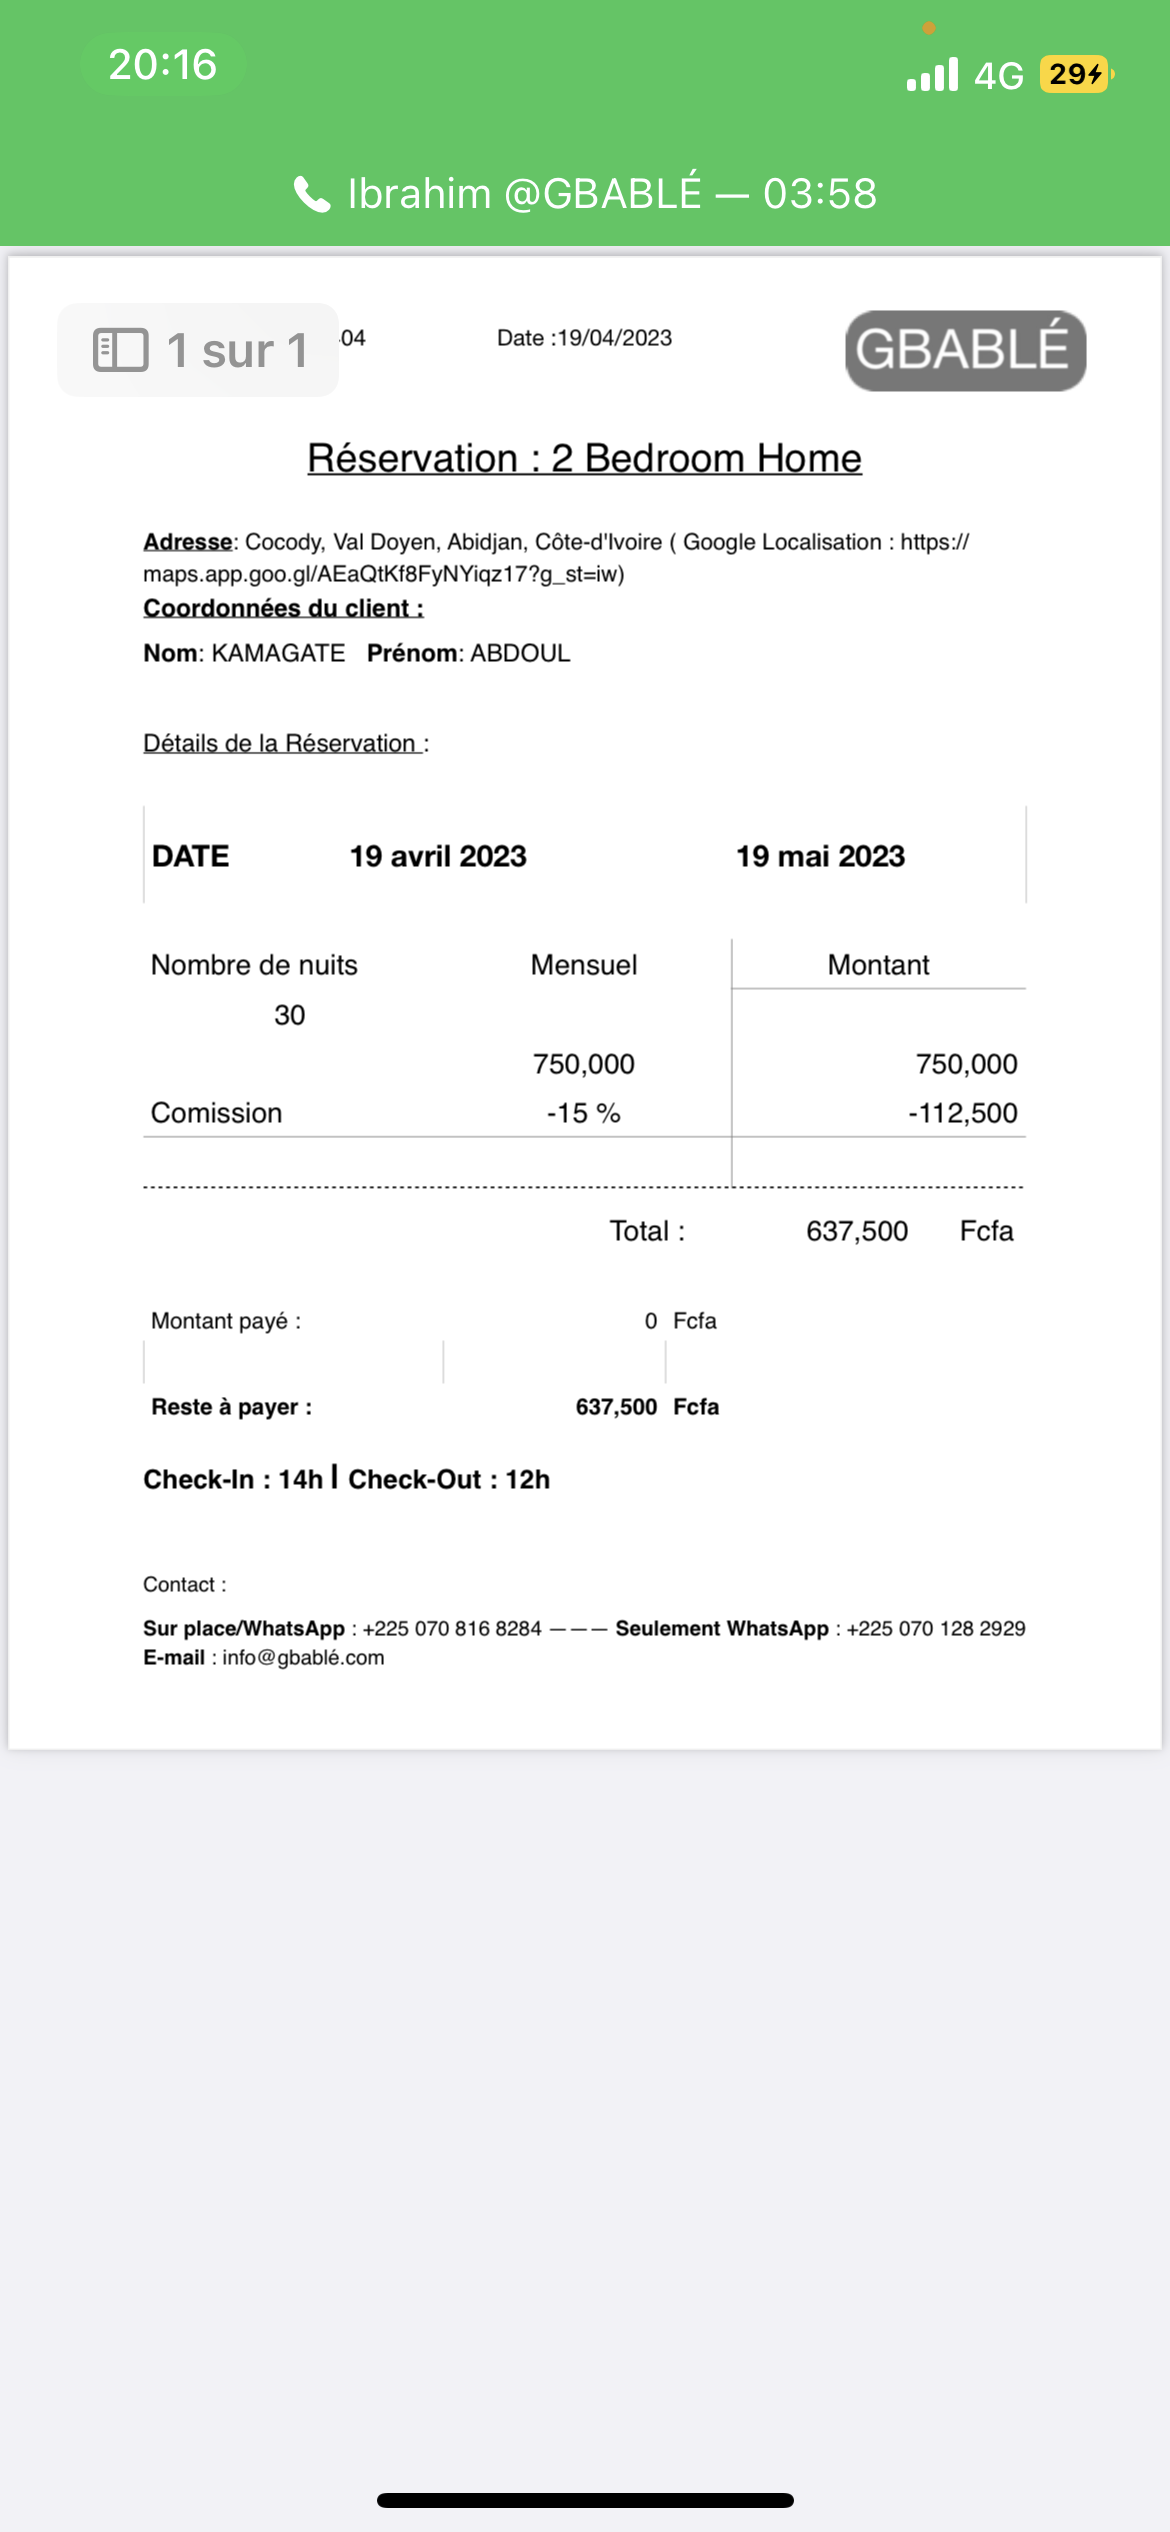 20:16
4G
29
Ibrahim @GBABLÉ — 03:58
1 sur 1
04
Date :19/04/2023
GBABLÉ
Réservation : 2 Bedroom Home
Adresse: Cocody, Val Doyen, Abidjan, Côte-d'Ivoire ( Google Localisation : https://
maps.app.goo.gl/AEaQtKf8FyNYiqz17?g_st=iw)
Coordonnées du client :
Nom: KAMAGATE Prénom: ABDOUL
Détails de la Réservation :
DATE 19 avril 2023 19 mai 2023
Nombre de nuits Mensuel Montant
30
750,000 750,000
Comission -15 % -112,500
Total : 637,500 Fcfa
Montant payé : 0 Fcfa
Reste à payer : 637,500 Fcfa
Check-In : 14h | Check-Out : 12h
Contact :
Sur place/WhatsApp : +225 070 816 8284 ——— Seulement WhatsApp : +225 070 128 2929
E-mail : info@gbablé.com